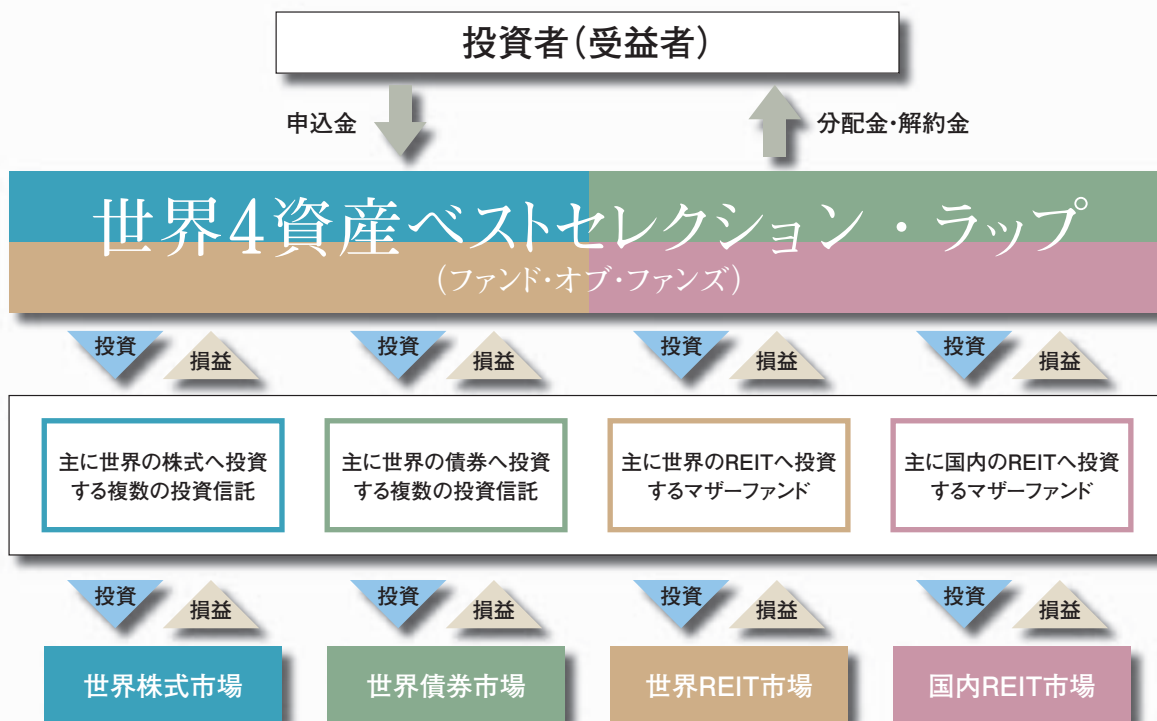 投資者（受益者）
申込金
分配金・解約金
世界4資産ベストセレクション・ラップ
（ファンド・オブ・ファンズ）
投資 損益 投資 損益 投資 損益 投資 損益
主に世界の株式へ投資
する複数の投資信託
主に世界の債券へ投資
する複数の投資信託
主に世界のREITへ投資
するマザーファンド
主に国内のREITへ投資
するマザーファンド
投資 損益 投資 損益 投資 損益 投資 損益
世界株式市場
世界債券市場
世界REIT市場
国内REIT市場